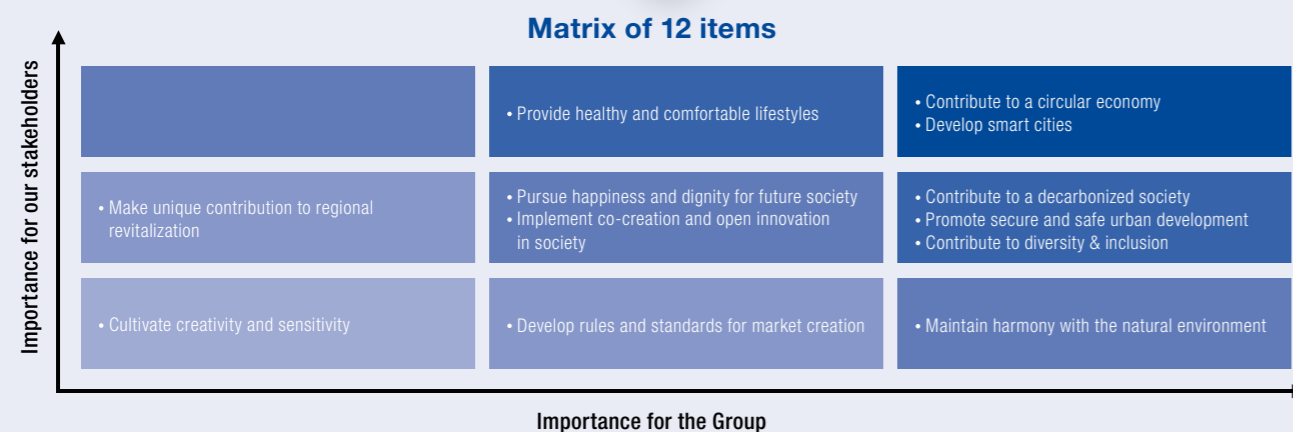 Matrix of 12 items
Importance for our stakeholders
• Provide healthy and comfortable lifestyles
• Contribute to a circular economy
• Develop smart cities
• Make unique contribution to regional
revitalization
• Pursue happiness and dignity for future society
• Implement co-creation and open innovation
in society
• Contribute to a decarbonized society
• Promote secure and safe urban development
• Contribute to diversity & inclusion
• Cultivate creativity and sensitivity
• Develop rules and standards for market creation
• Maintain harmony with the natural environment
Importance for the Group